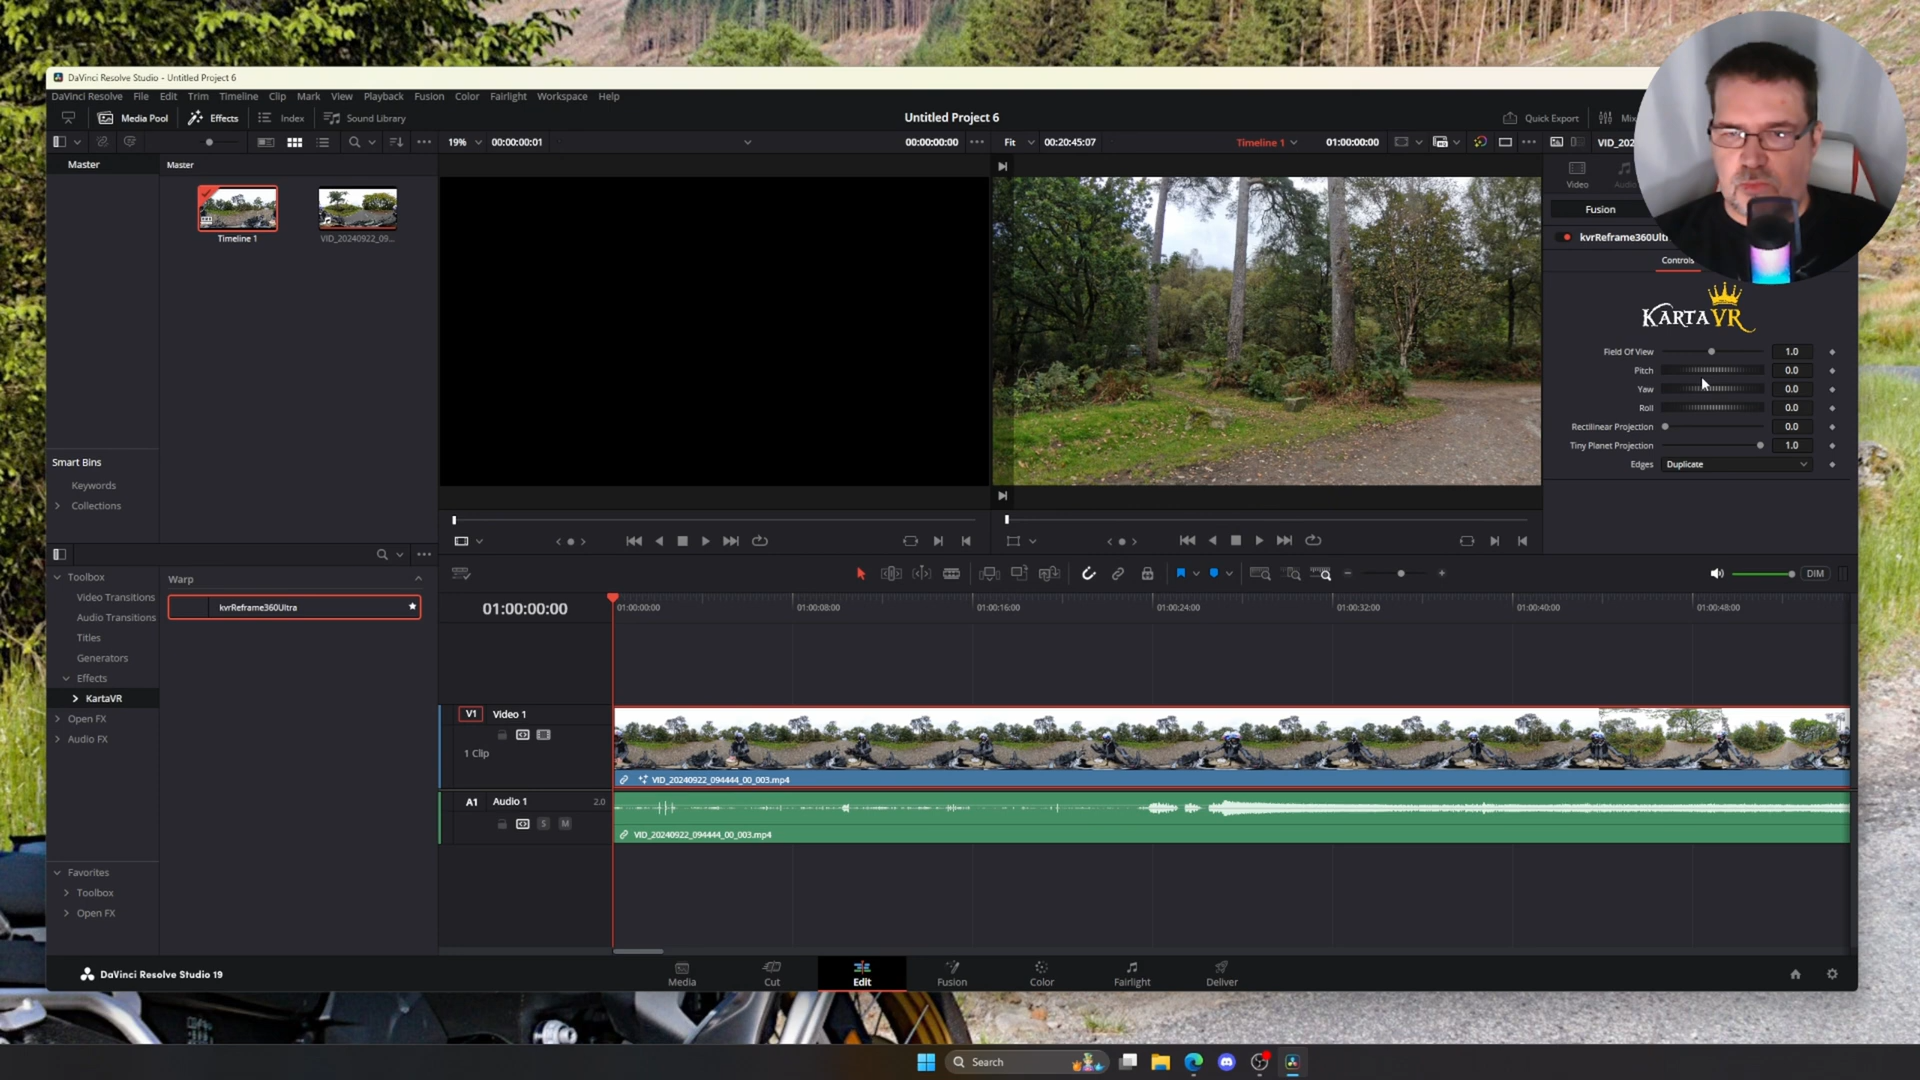 DaVinci Resolve Studio - Untitled Project 6
DaVinci Resolve File Edit Trim Timeline Clip Mark View Playback Fusion Color Fairlight Workspace Help
Media Pool Effects Index Sound Library Untitled Project 6 Quick Export
19% 00:00:00:01 00:00:00:00 Fit 00:20:45:07 Timeline 1 01:00:00:00
Master Master
Timeline 1 VID_20240922_09...
Video
Fusion
Controls
KARTAVR
Field Of View 1.0
Pitch 0.0
Yaw 0.0
Roll 0.0
Rectilinear Projection 0.0
Tiny Planet Projection 1.0
Edges Duplicate
Smart Bins
Keywords
Collections
Toolbox
Video Transitions
Audio Transitions
Titles
Generators
Effects
KartaVR
Open FX
Audio FX
Favorites
Toolbox
Open FX
Warp
kvrReframe360Ultra
DIM
01:00:00:00 01:00:00:00 01:00:08:00 01:00:16:00 01:00:24:00 01:00:32:00 01:00:40:00 01:00:48:00
V1 Video 1
1 Clip
VID_20240922_094444_00_003.mp4
A1 Audio 1 2.0
S M
VID_20240922_094444_00_003.mp4
DaVinci Resolve Studio 19
Media Cut Edit Fusion Color Fairlight Deliver
Search